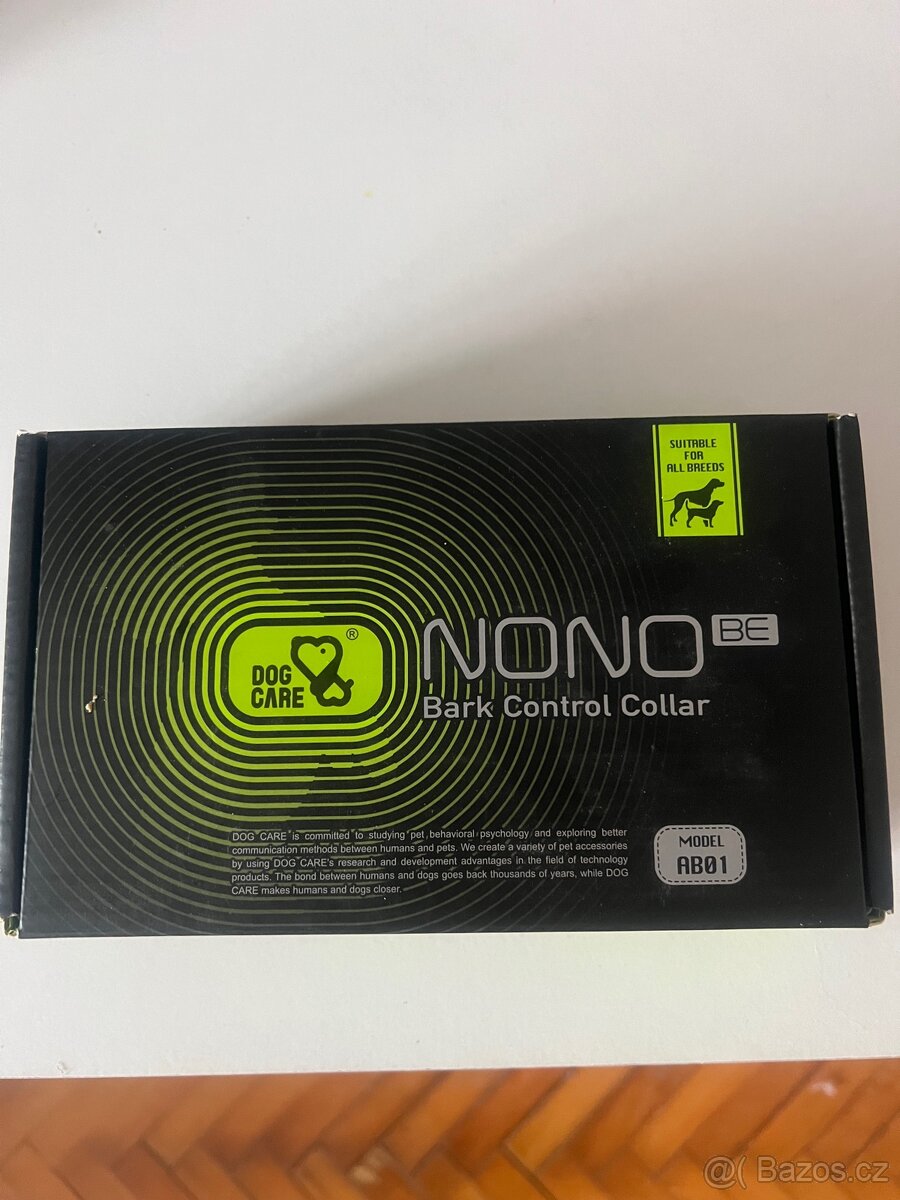 SUITABLE
FOR
ALL BREEDS
DOG
CARE
®
NONO BE
Bark Control Collar
DOG CARE is committed to studying pet behavioral psychology and exploring better
communication methods between humans and pets. We create a variety of pet accessories
by using DOG CARE's research and development advantages in the field of technology
products. The bond between humans and dogs goes back thousands of years, while DOG
CARE makes humans and dogs closer.
MODEL
AB01
@( Bazos.cz